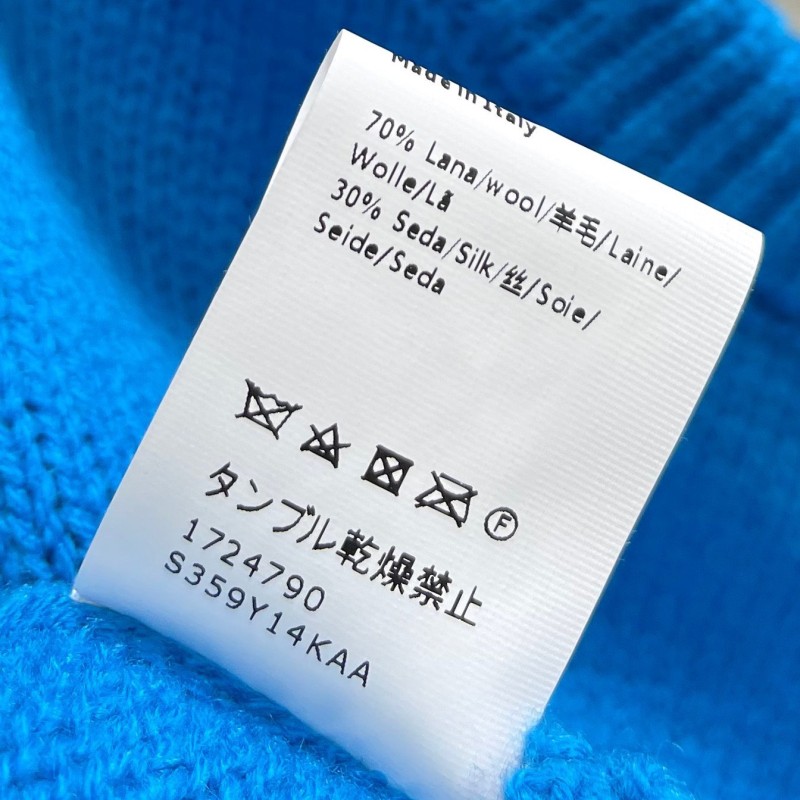 Made in Italy
70% Lana/wool/羊毛/Laine/
Wolle/Lã
30% Seda/Silk/丝/Soie/
Seide/Seda
F
タンブル乾燥禁止
1724790
S359Y14KAA